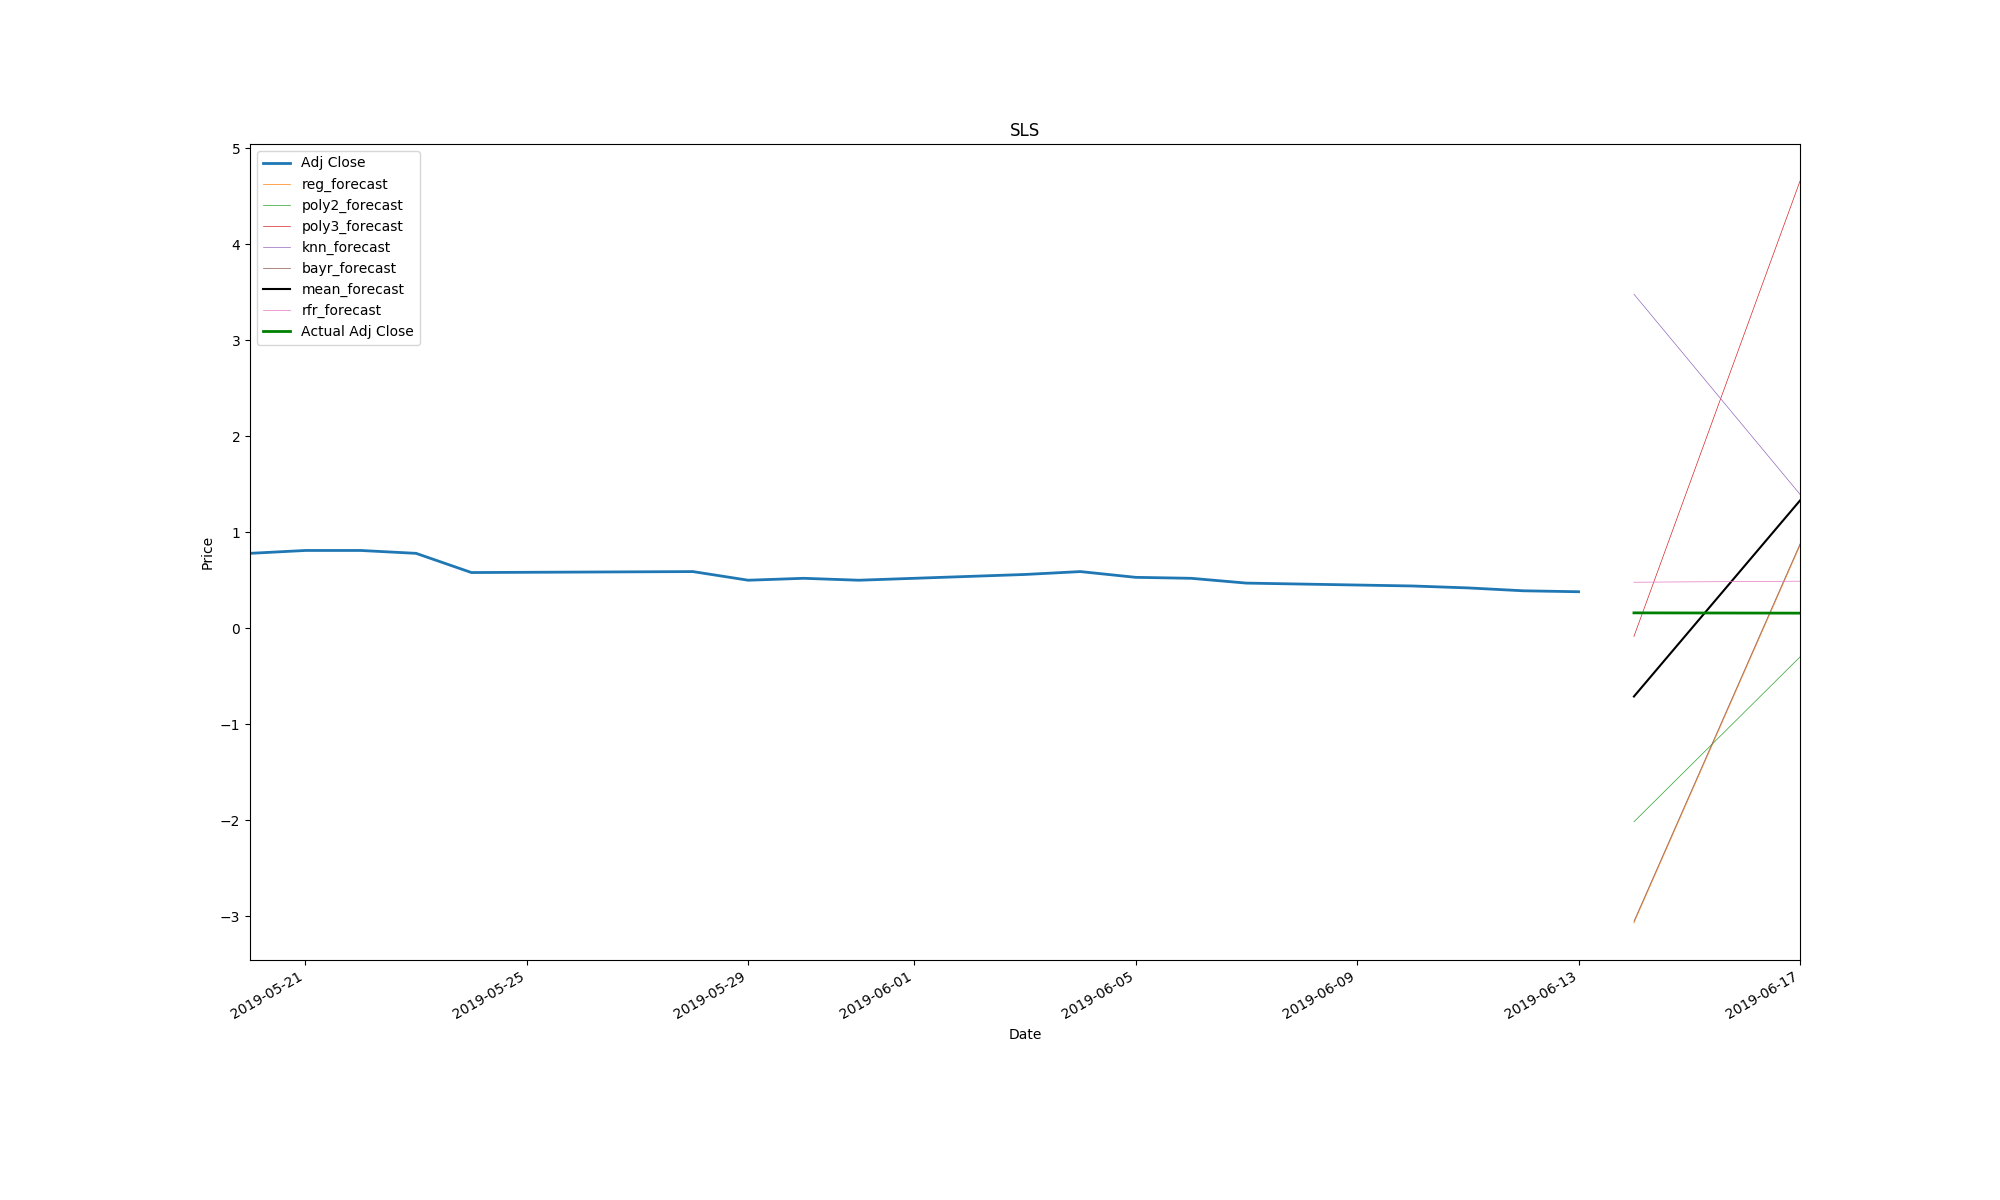 SLS
5
4
3
2
1
0
−1
−2
−3
Price
Adj Close
reg_forecast
poly2_forecast
poly3_forecast
knn_forecast
bayr_forecast
mean_forecast
rfr_forecast
Actual Adj Close
2019-05-21
2019-05-25
2019-05-29
2019-06-01
2019-06-05
2019-06-09
2019-06-13
2019-06-17
Date